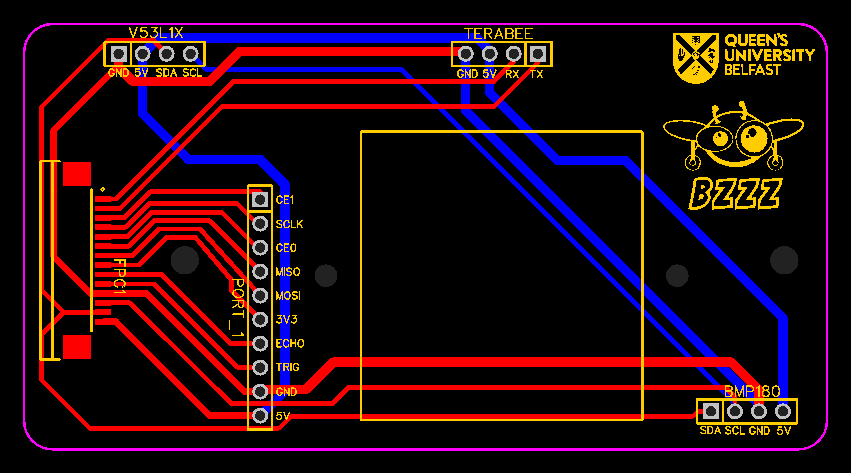 V53L1X
GND 5V SDA SCL
TERABEE
GND 5V RX TX
QUEEN'S
UNIVERSITY
BELFAST
BZZZ
FPC1
PORT_1
CE1
SCLK
CE0
MISO
MOSI
3V3
ECHO
TRIG
GND
5V
BMP180
SDA SCL GND 5V